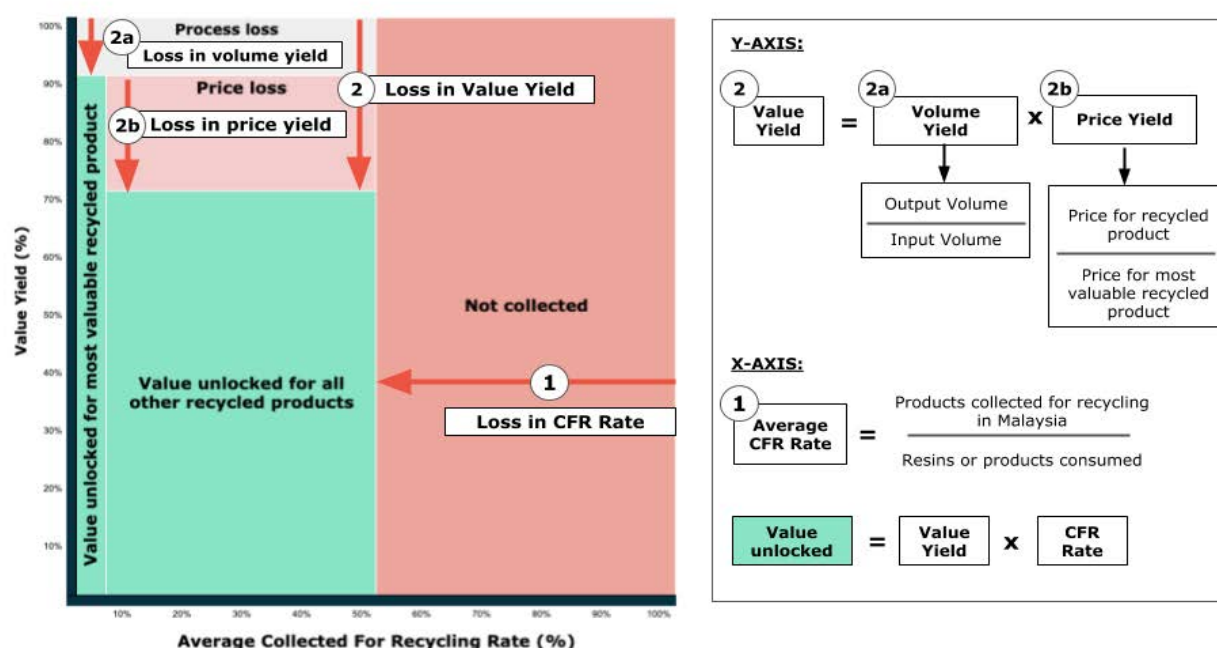 100%
90%
80%
70%
60%
50%
40%
30%
20%
10%
Value Yield (%)
2a
Process loss
Loss in volume yield
Price loss
2
Loss in Value Yield
2b
Loss in price yield
Value unlocked for most valuable recycled product
Value unlocked for all
other recycled products
Not collected
1
Loss in CFR Rate
10%
20%
30%
40%
50%
60%
70%
80%
90%
100%
Average Collected For Recycling Rate (%)
Y-AXIS:
2
Value
Yield
=
2a
Volume
Yield
x
2b
Price Yield
Output Volume
Input Volume
Price for recycled
product
Price for most
valuable recycled
product
X-AXIS:
1
Average
CFR Rate
=
Products collected for recycling
in Malaysia
Resins or products consumed
Value
unlocked
=
Value
Yield
x
CFR
Rate